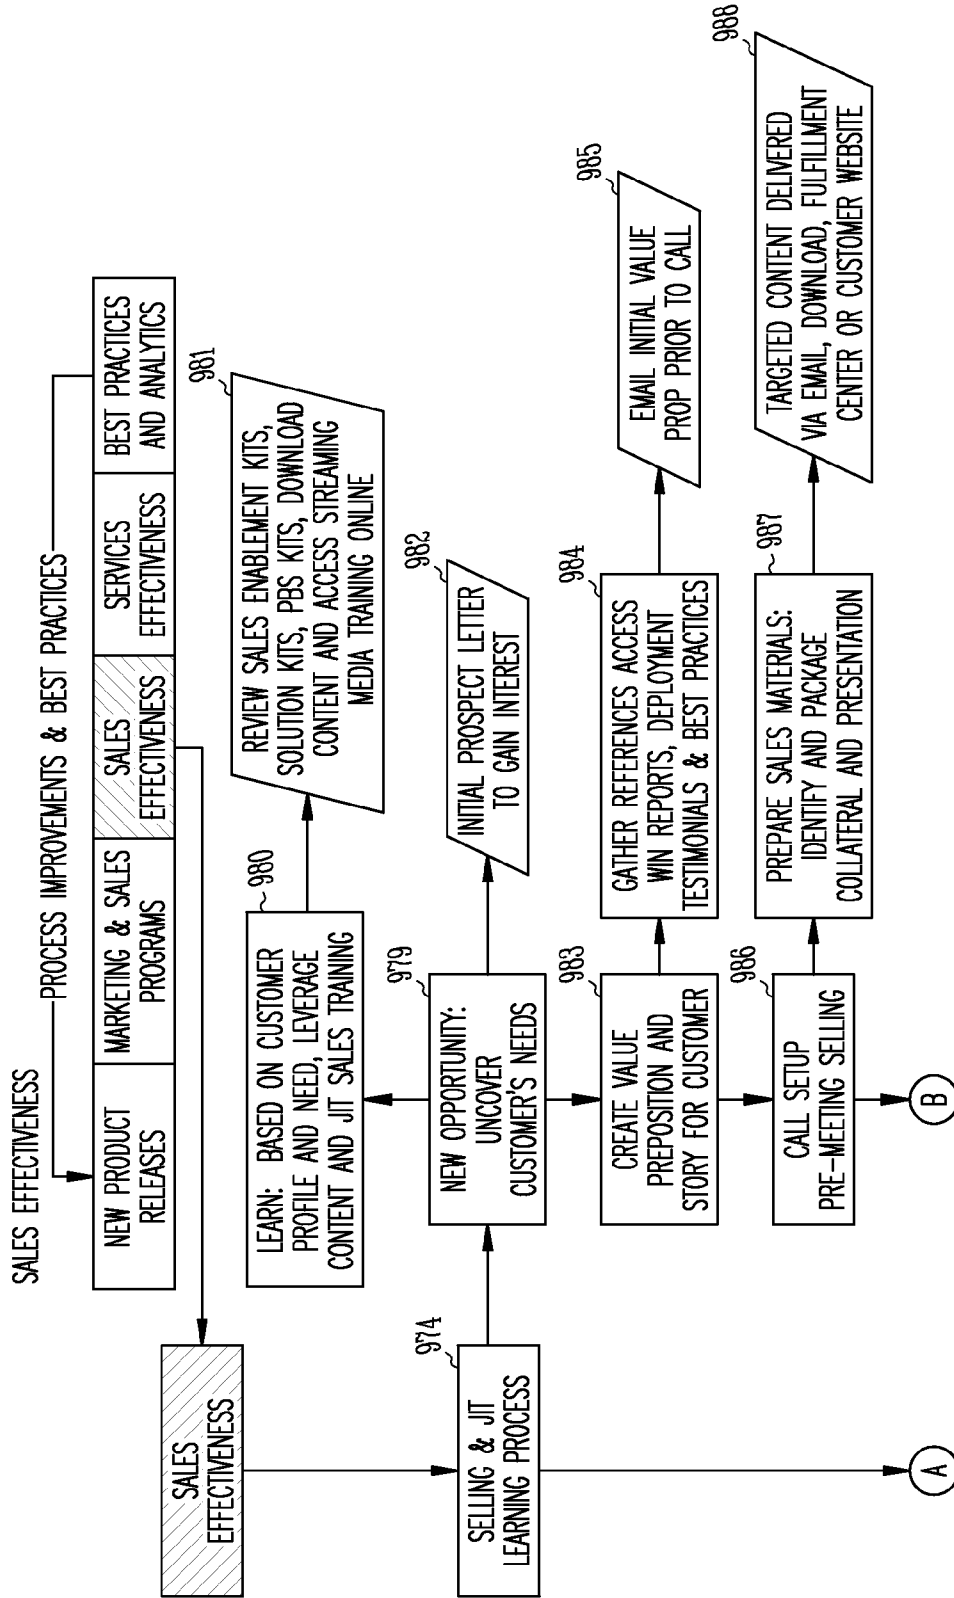 SALES EFFECTIVENESS
PROCESS IMPROVEMENTS & BEST PRACTICES
NEW PRODUCT
RELEASES
MARKETING & SALES
PROGRAMS
SALES
EFFECTIVENESS
SERVICES
EFFECTIVENESS
BEST PRACTICES
AND ANALYTICS
SALES
EFFECTIVENESS
980
LEARN: BASED ON CUSTOMER
PROFILE AND NEED, LEVERAGE
CONTENT AND JIT SALES TRAINING
981
REVIEW SALES ENABLEMENT KITS,
SOLUTION KITS, PBS KITS, DOWNLOAD
CONTENT AND ACCESS STREAMING
MEDIA TRAINING ONLINE
974
SELLING & JIT
LEARNING PROCESS
979
NEW OPPORTUNITY:
UNCOVER
CUSTOMER'S NEEDS
982
INITIAL PROSPECT LETTER
TO GAIN INTEREST
983
CREATE VALUE
PREPOSITION AND
STORY FOR CUSTOMER
984
GATHER REFERENCES ACCESS
WIN REPORTS, DEPLOYMENT
TESTIMONIALS & BEST PRACTICES
985
EMAIL INITIAL VALUE
PROP PRIOR TO CALL
986
CALL SETUP
PRE-MEETING SELLING
987
PREPARE SALES MATERIALS:
IDENTIFY AND PACKAGE
COLLATERAL AND PRESENTATION
988
TARGETED CONTENT DELIVERED
VIA EMAIL, DOWNLOAD, FULFILLMENT
CENTER OR CUSTOMER WEBSITE
A
B